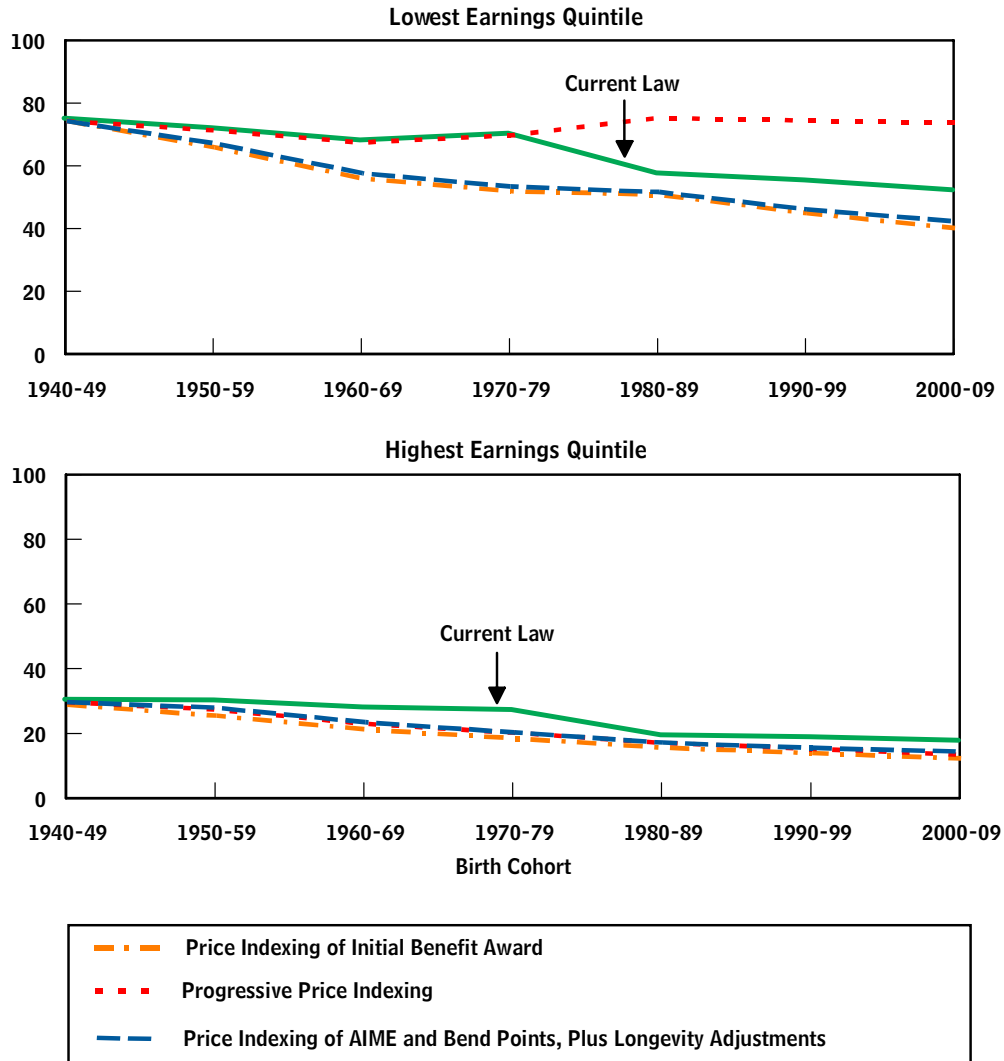 Lowest Earnings Quintile
100
80
60
40
20
0
Current Law
1940-49 1950-59 1960-69 1970-79 1980-89 1990-99 2000-09
Highest Earnings Quintile
100
80
60
40
20
0
Current Law
1940-49 1950-59 1960-69 1970-79 1980-89 1990-99 2000-09
Birth Cohort
Price Indexing of Initial Benefit Award
Progressive Price Indexing
Price Indexing of AIME and Bend Points, Plus Longevity Adjustments